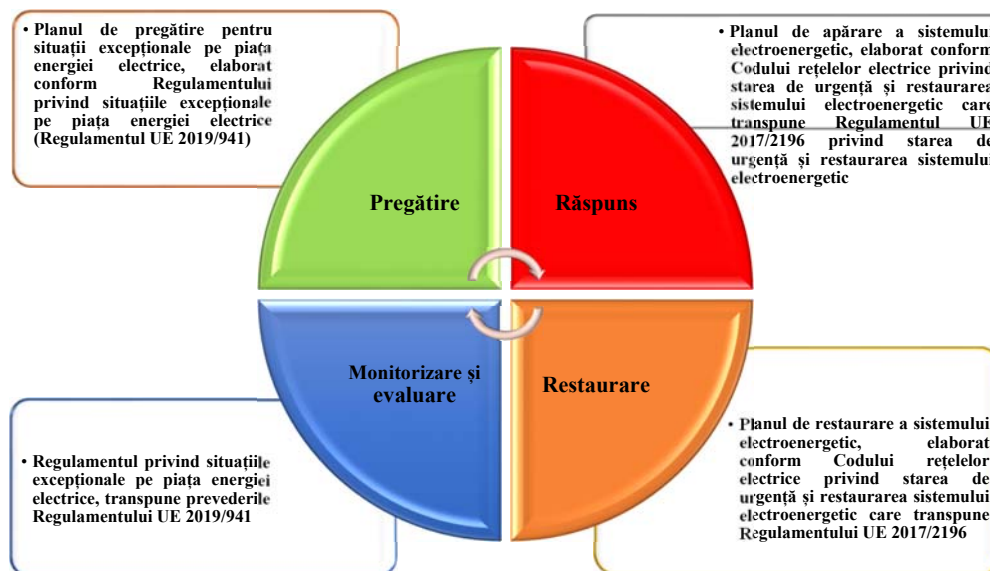 • Planul de pregătire pentru
situații excepționale pe piața
energiei electrice, elaborat
conform Regulamentului
privind situațiile excepționale
pe piața energiei electrice
(Regulamentul UE 2019/941)
• Planul de apărare a sistemului
electroenergetic, elaborat conform
Codului rețelelor electrice privind
starea de urgență și restaurarea
sistemului electroenergetic care
transpune Regulamentul UE
2017/2196 privind starea de
urgență și restaurarea sistemului
electroenergetic
Pregătire
Răspuns
Monitorizare și
evaluare
Restaurare
• Regulamentul privind situațiile
excepționale pe piața energiei
electrice, transpune prevederile
Regulamentului UE 2019/941
• Planul de restaurare a sistemului
electroenergetic, elaborat
conform Codului rețelelor
electrice privind starea de
urgență și restaurarea sistemului
electroenergetic care transpune
Regulamentului UE 2017/2196